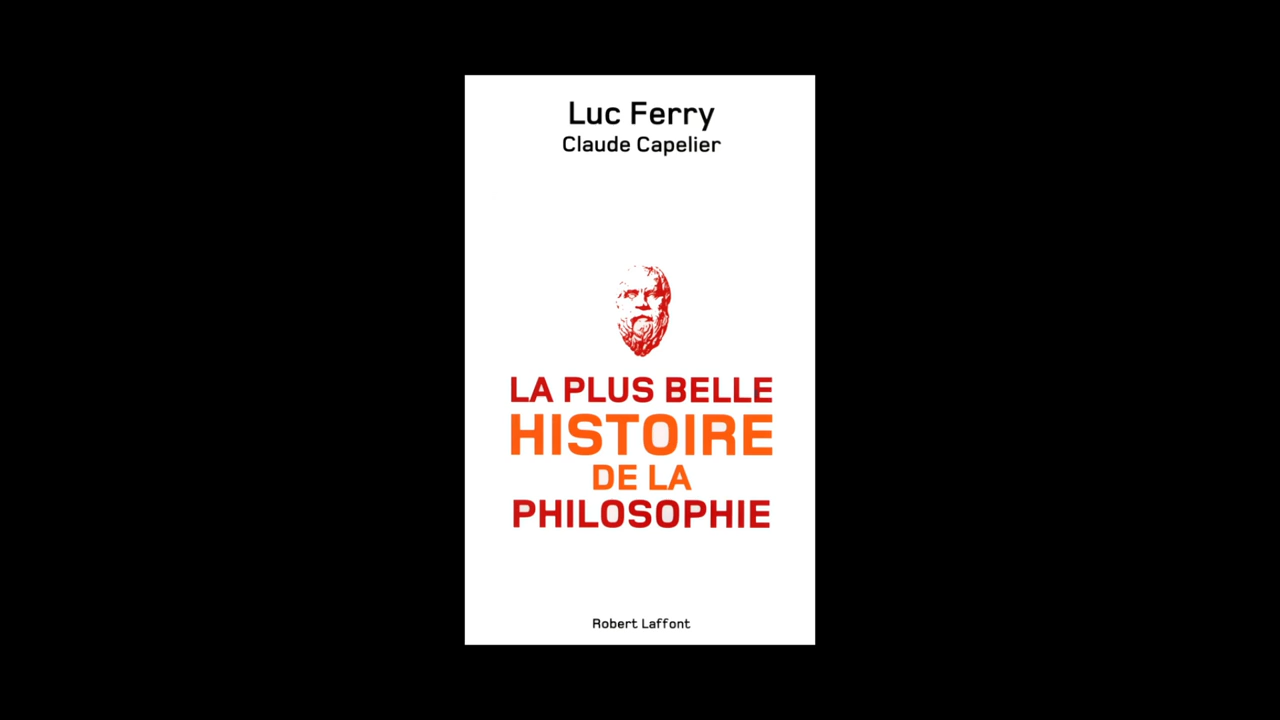 Luc Ferry
Claude Capelier
LA PLUS BELLE
HISTOIRE
DE LA
PHILOSOPHIE
Robert Laffont